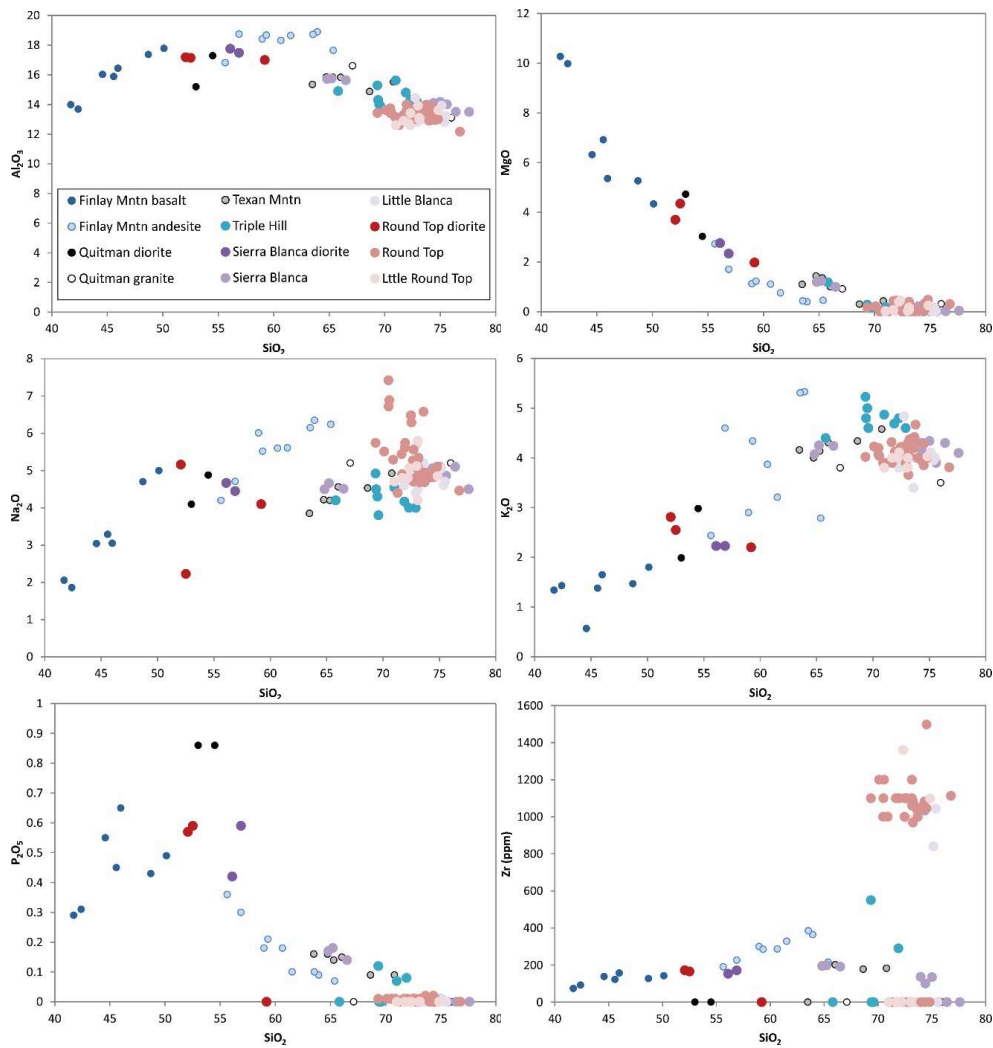 20
18
16
14
12
10
8
6
4
2
0
Al2O3
Finlay Mntn basalt
Texan Mntn
Little Blanca
Finlay Mntn andesite
Triple Hill
Round Top diorite
Quitman diorite
Sierra Blanca diorite
Round Top
Quitman granite
Sierra Blanca
Lttle Round Top
40 45 50 55 60 65 70 75 80
SiO2
12
10
8
6
4
2
0
MgO
40 45 50 55 60 65 70 75 80
SiO2
8
7
6
5
4
3
2
1
0
Na2O
40 45 50 55 60 65 70 75 80
SiO2
6
5
4
3
2
1
0
K2O
40 45 50 55 60 65 70 75 80
SiO2
1
0.9
0.8
0.7
0.6
0.5
0.4
0.3
0.2
0.1
0
P2O5
40 45 50 55 60 65 70 75 80
SiO2
1600
1400
1200
1000
800
600
400
200
0
Zr (ppm)
40 45 50 55 60 65 70 75 80
SiO2